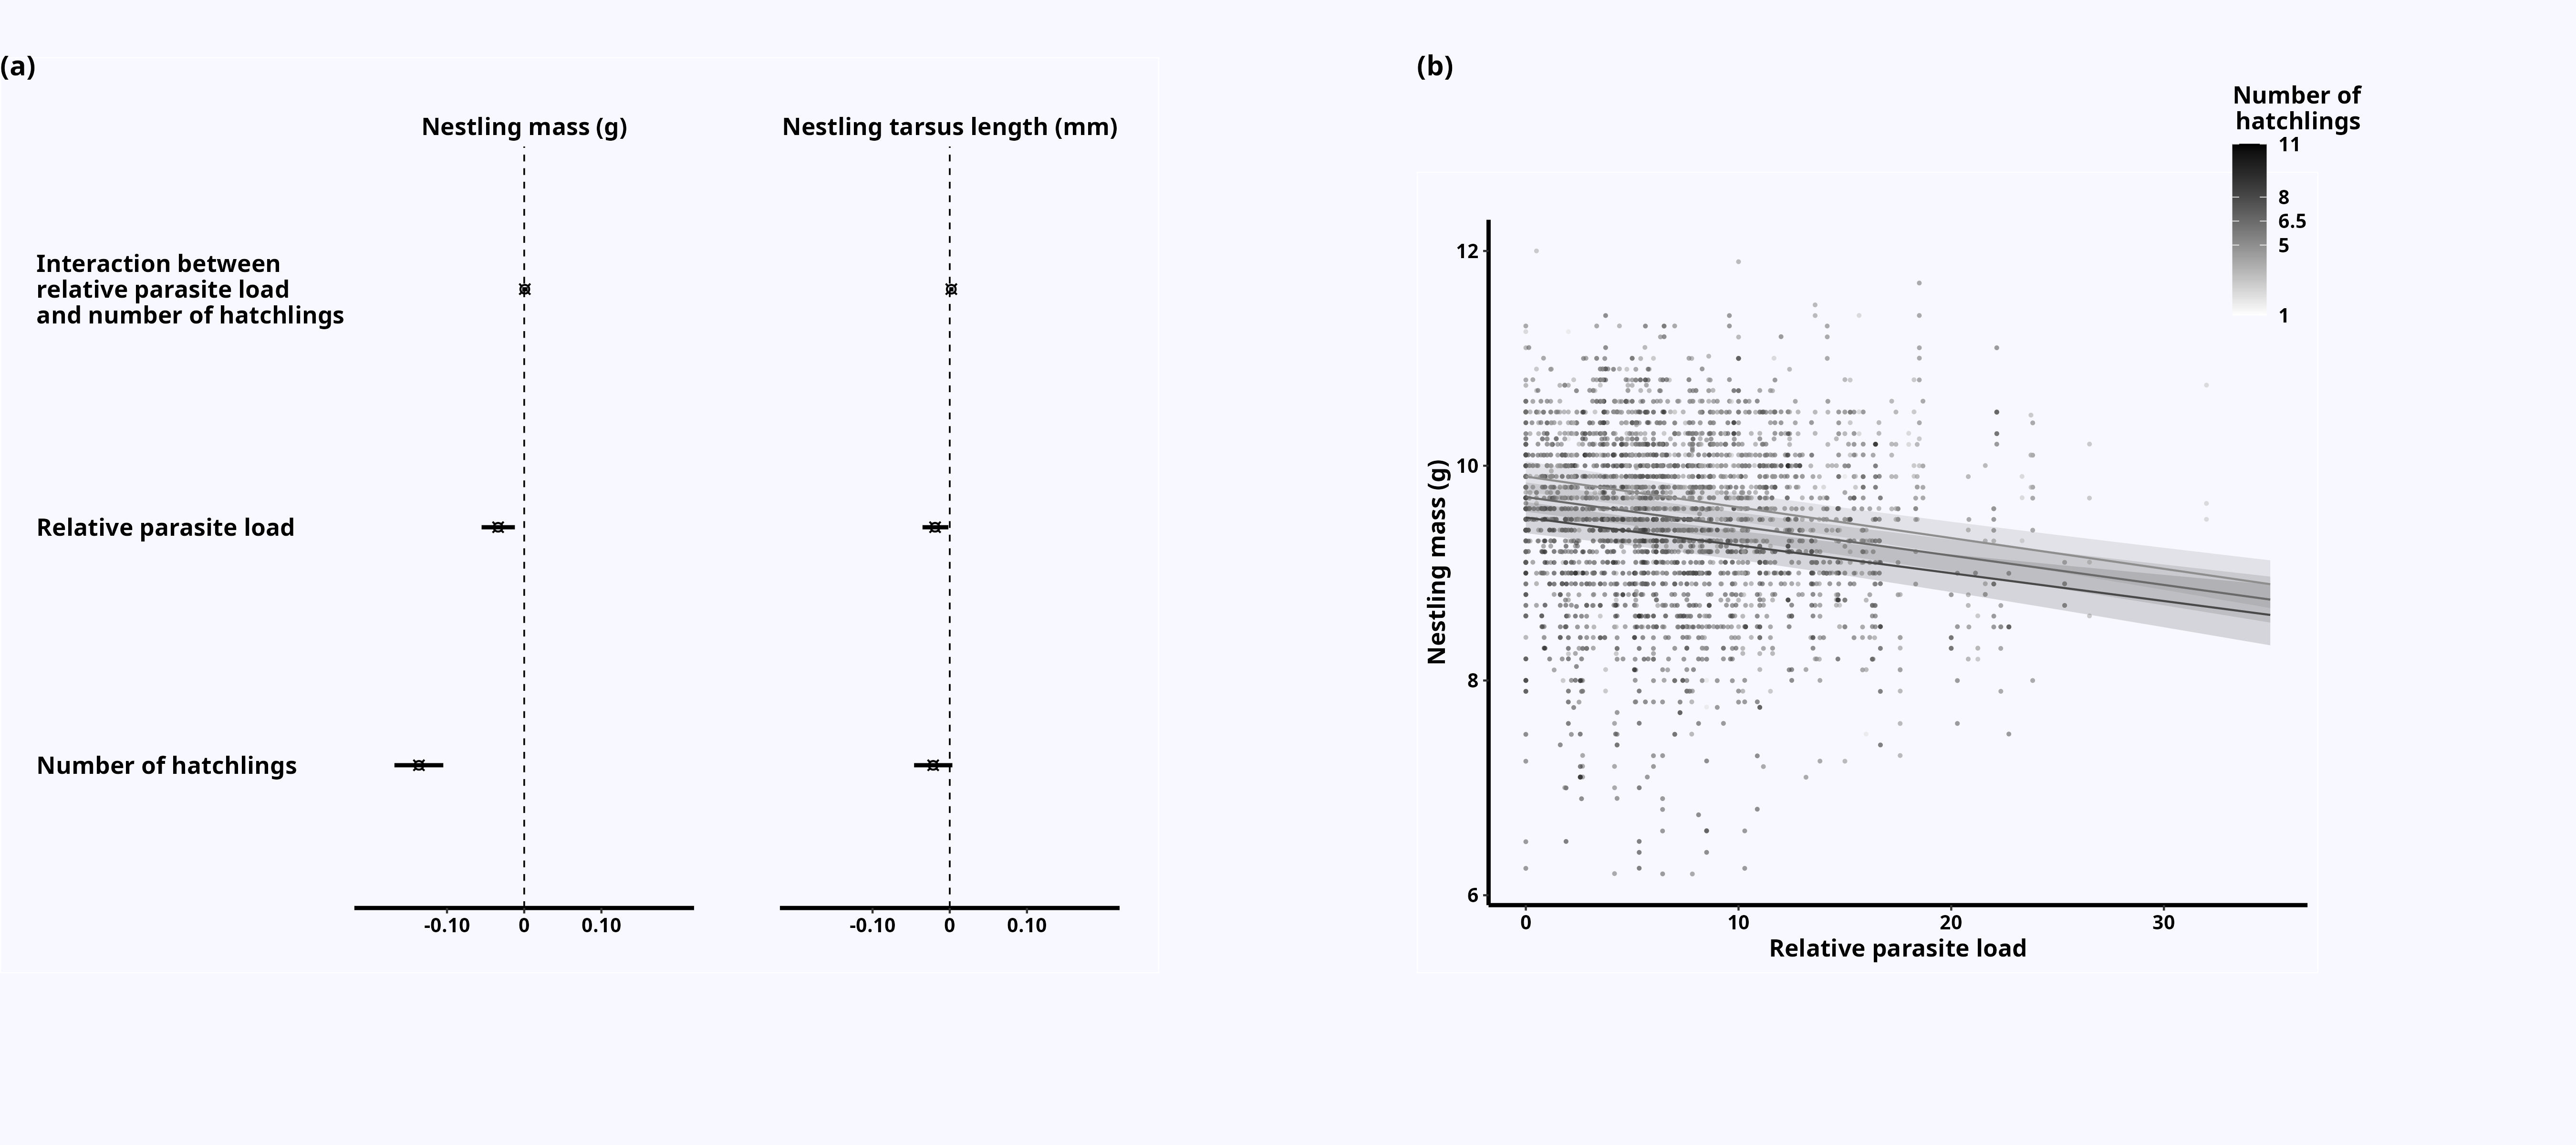 (a)
Nestling mass (g)
Nestling tarsus length (mm)
Interaction between
relative parasite load
and number of hatchlings
Relative parasite load
Number of hatchlings
-0.10
0
0.10
-0.10
0
0.10
(b)
Number of
hatchlings
11
8
6.5
5
1
Nestling mass (g)
12
10
8
6
0
10
20
30
Relative parasite load